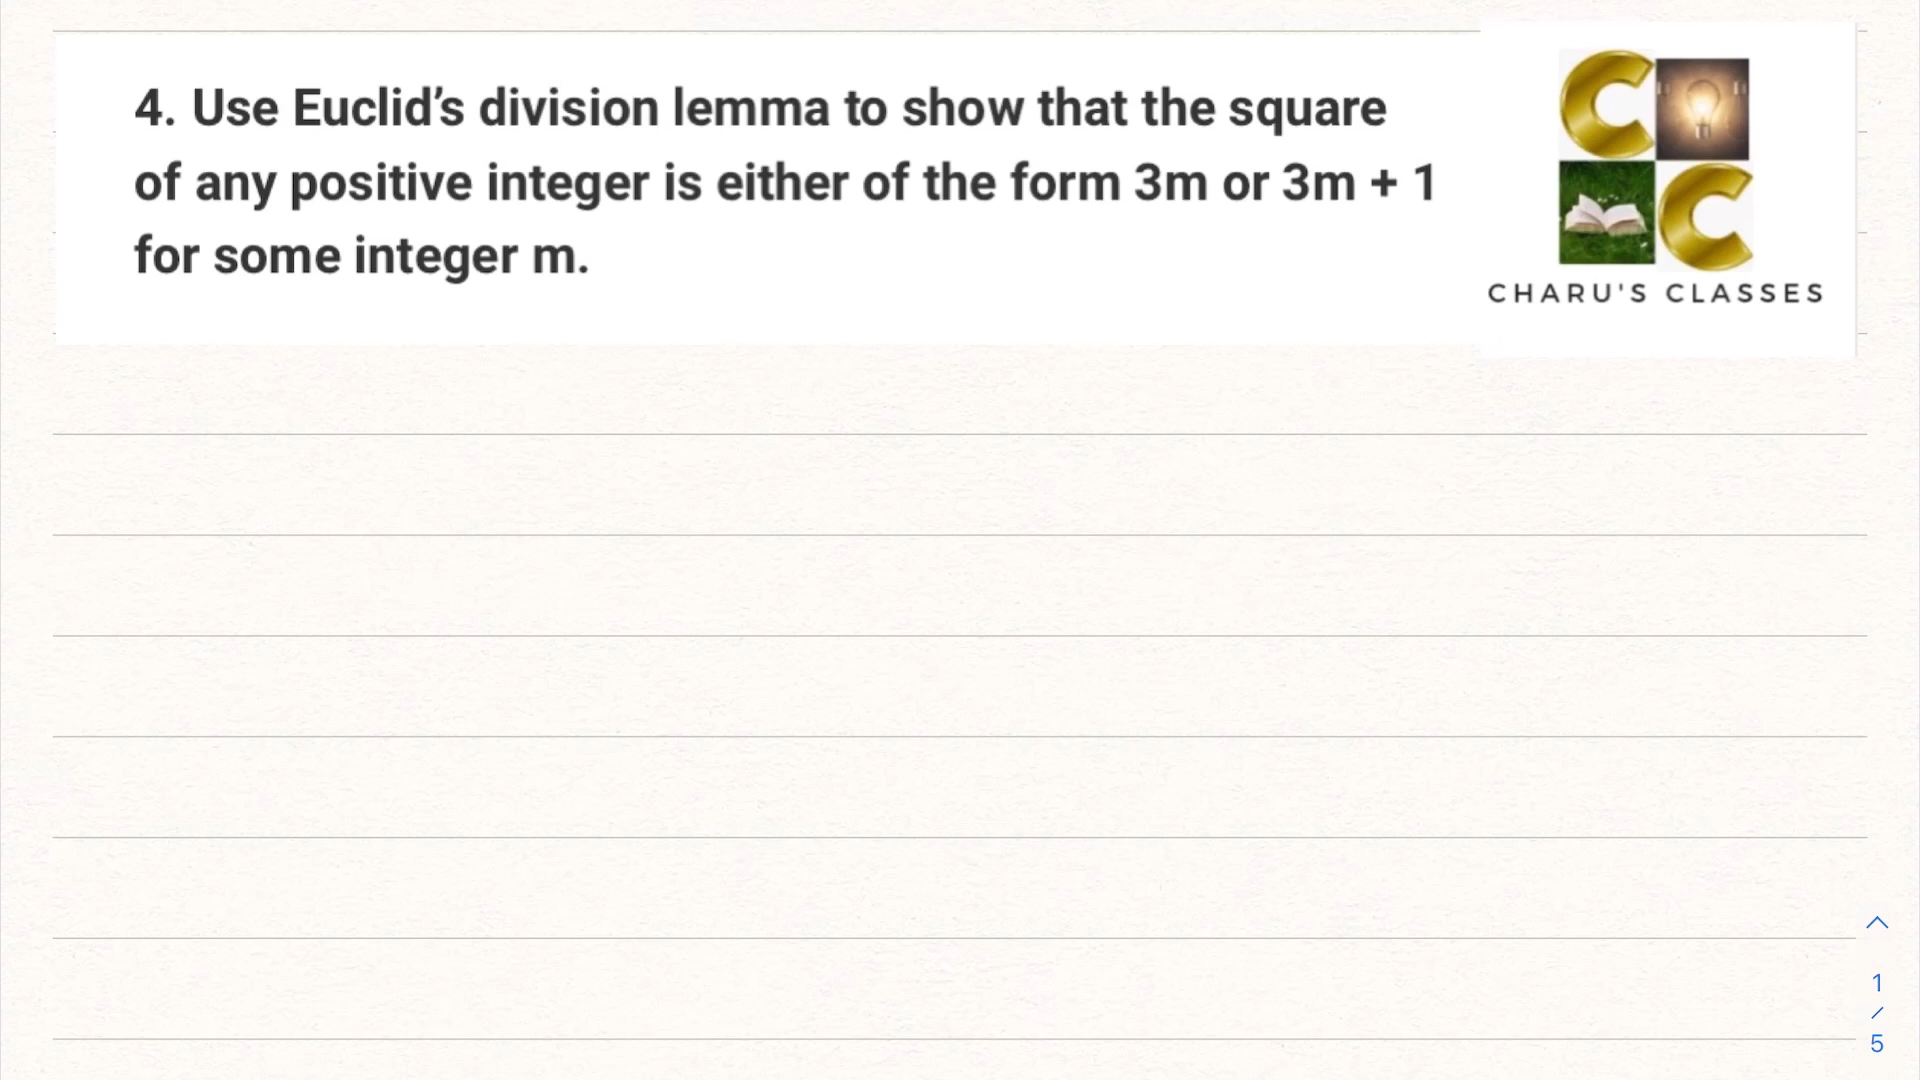 4. Use Euclid’s division lemma to show that the square
of any positive integer is either of the form 3m or 3m + 1
for some integer m.
C
C
CHARU'S CLASSES
1
/
5